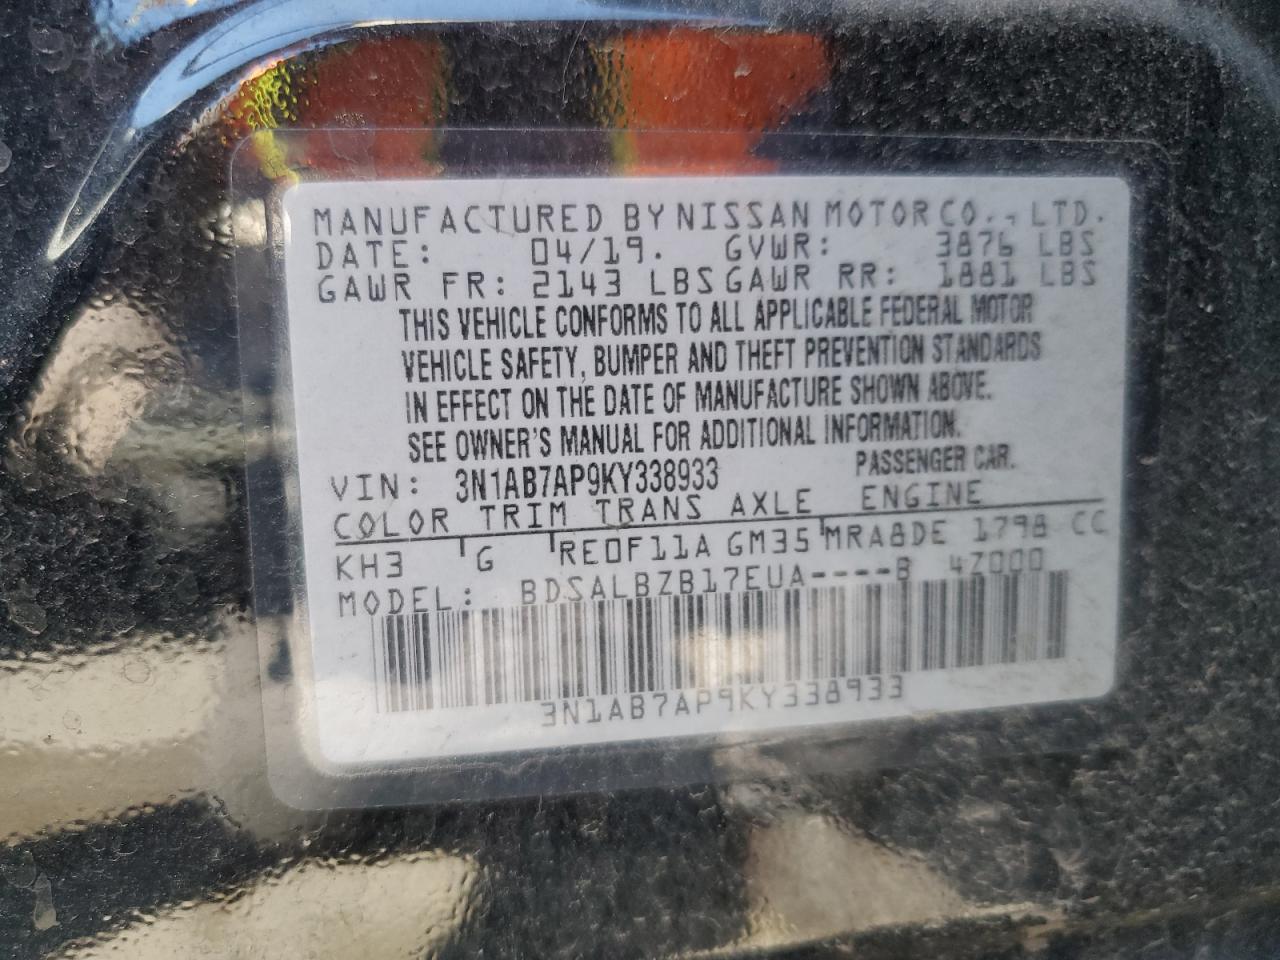 MANUFACTURED BY NISSAN MOTOR CO., LTD.
DATE: 04/19. GVWR: 3876 LBS
GAWR FR: 2143 LBS GAWR RR: 1881 LBS
THIS VEHICLE CONFORMS TO ALL APPLICABLE FEDERAL MOTOR
VEHICLE SAFETY, BUMPER AND THEFT PREVENTION STANDARDS
IN EFFECT ON THE DATE OF MANUFACTURE SHOWN ABOVE.
SEE OWNER'S MANUAL FOR ADDITIONAL INFORMATION.
VIN: 3N1AB7AP9KY338933 PASSENGER CAR.
COLOR TRIM TRANS AXLE ENGINE
KH3 G RE0F11A GM35 MRA8DE 1798 CC
MODEL: BDSALBZB17EUA----B 4Z000
3N1AB7AP9KY338933